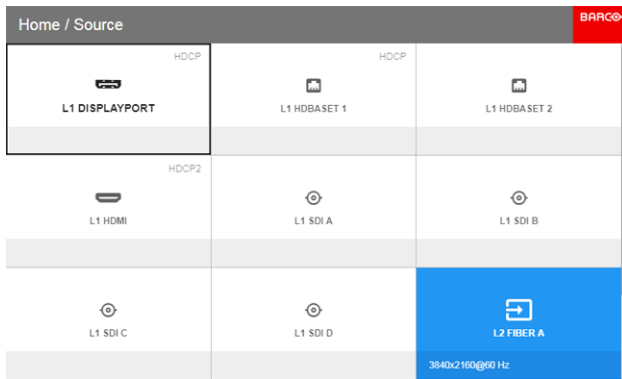 Home / Source
BARCO
HDCP
L1 DISPLAYPORT
HDCP
L1 HDBASET 1
L1 HDBASET 2
HDCP2
L1 HDMI
L1 SDI A
L1 SDI B
L1 SDI C
L1 SDI D
L2 FIBER A
3840x2160@60 Hz